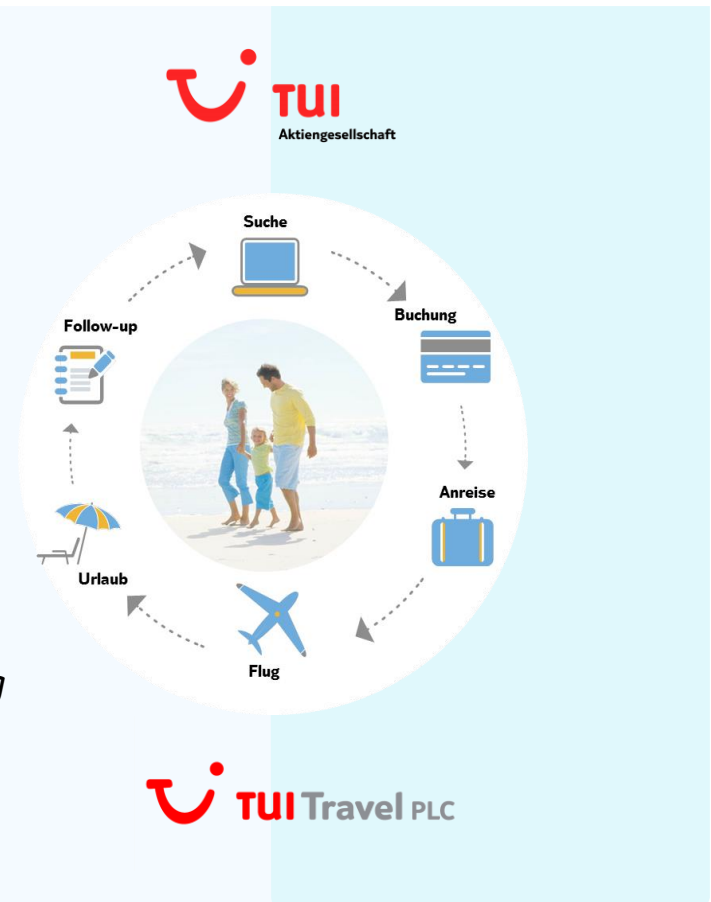 TUI
Aktiengesellschaft
Suche
Buchung
Follow-up
Anreise
Urlaub
Flug
TUI Travel PLC